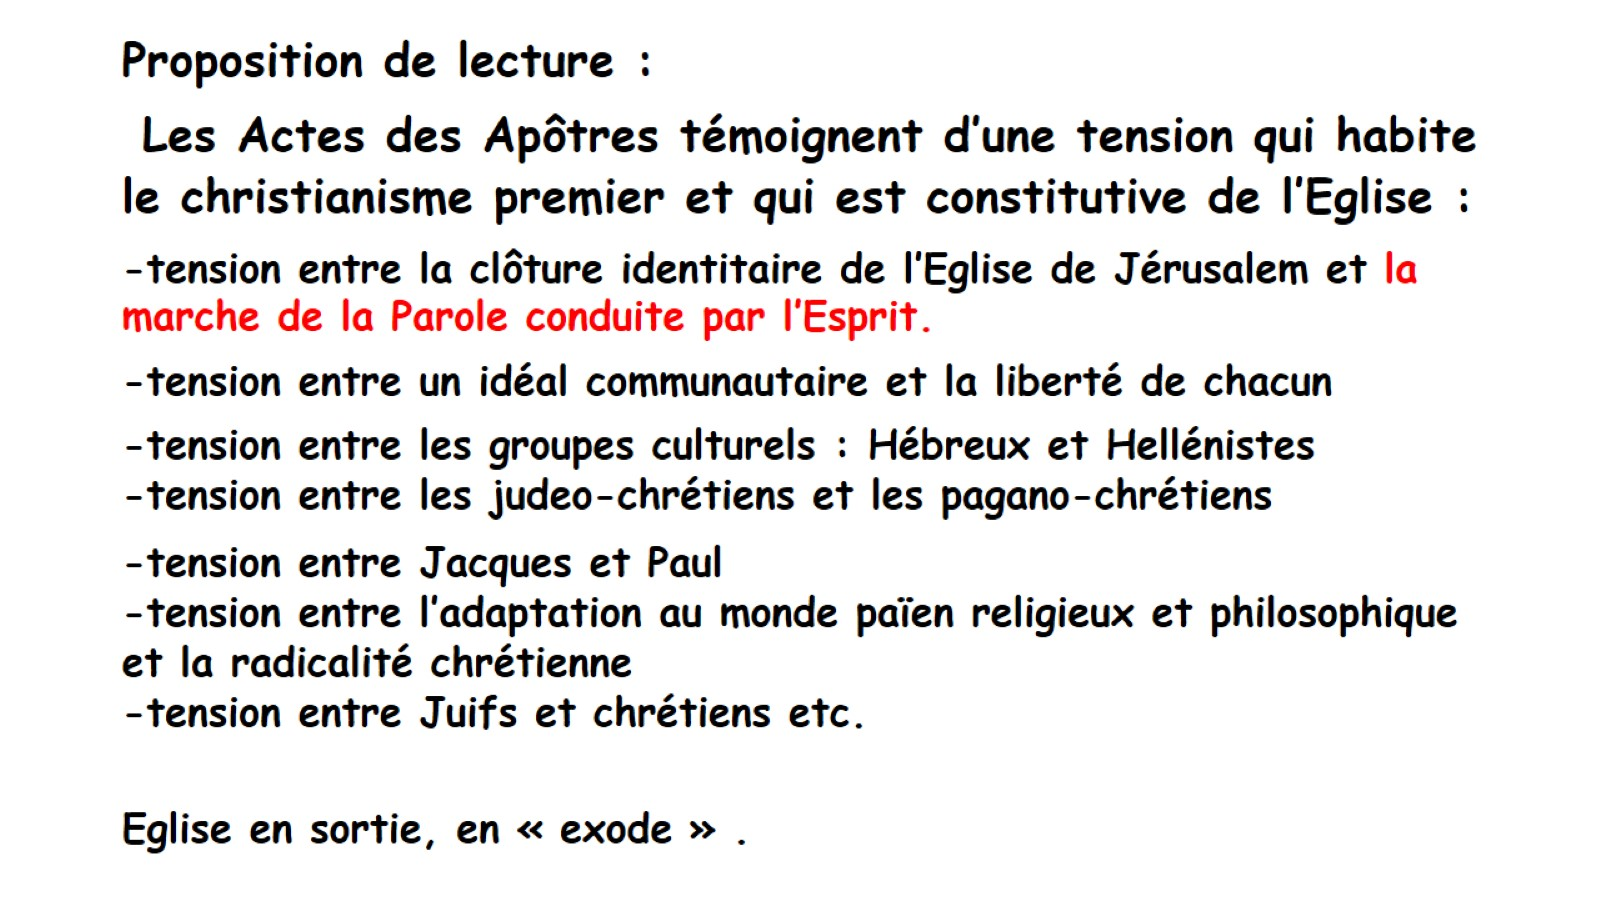 Proposition de lecture :
Les Actes des Apôtres témoignent d’une tension qui habite
le christianisme premier et qui est constitutive de l’Eglise :
-tension entre la clôture identitaire de l’Eglise de Jérusalem et la
marche de la Parole conduite par l’Esprit.
-tension entre un idéal communautaire et la liberté de chacun
-tension entre les groupes culturels : Hébreux et Hellénistes
-tension entre les judeo-chrétiens et les pagano-chrétiens
-tension entre Jacques et Paul
-tension entre l’adaptation au monde païen religieux et philosophique
et la radicalité chrétienne
-tension entre Juifs et chrétiens etc.
Eglise en sortie, en « exode » .